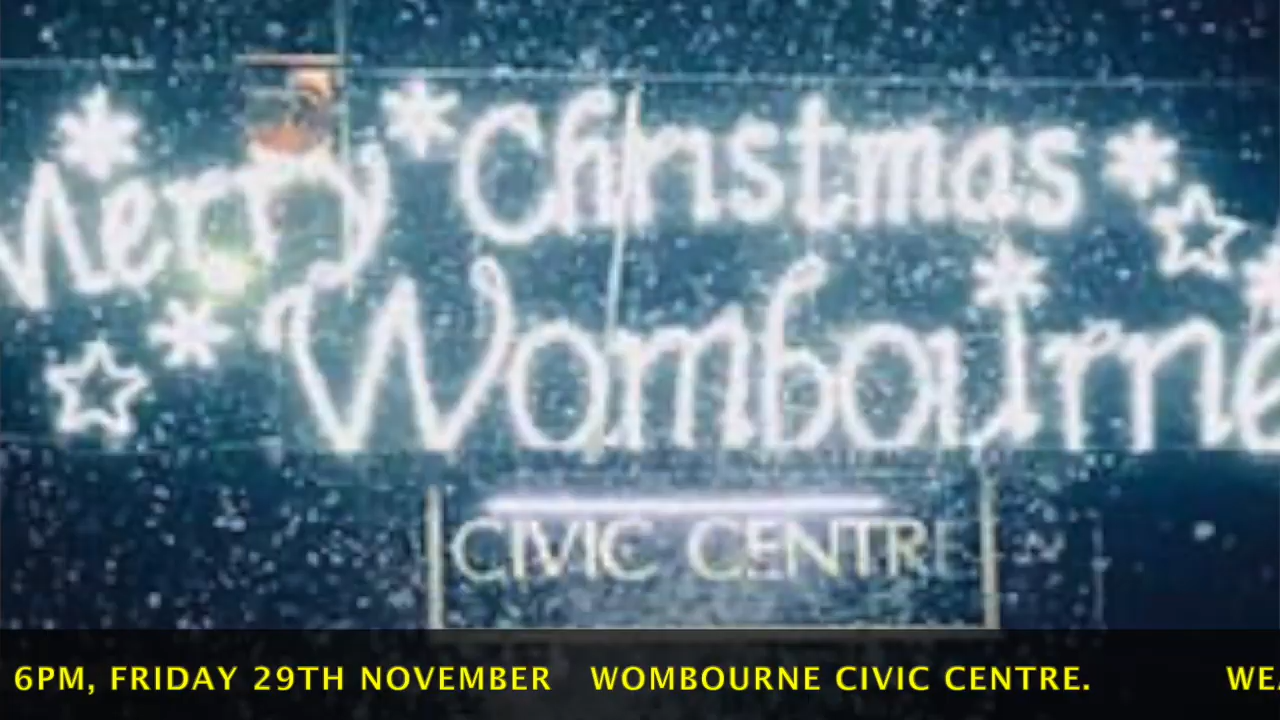 Merry Christmas
Wombourne
CIVIC CENTRE
6PM, FRIDAY 29TH NOVEMBER WOMBOURNE CIVIC CENTRE.